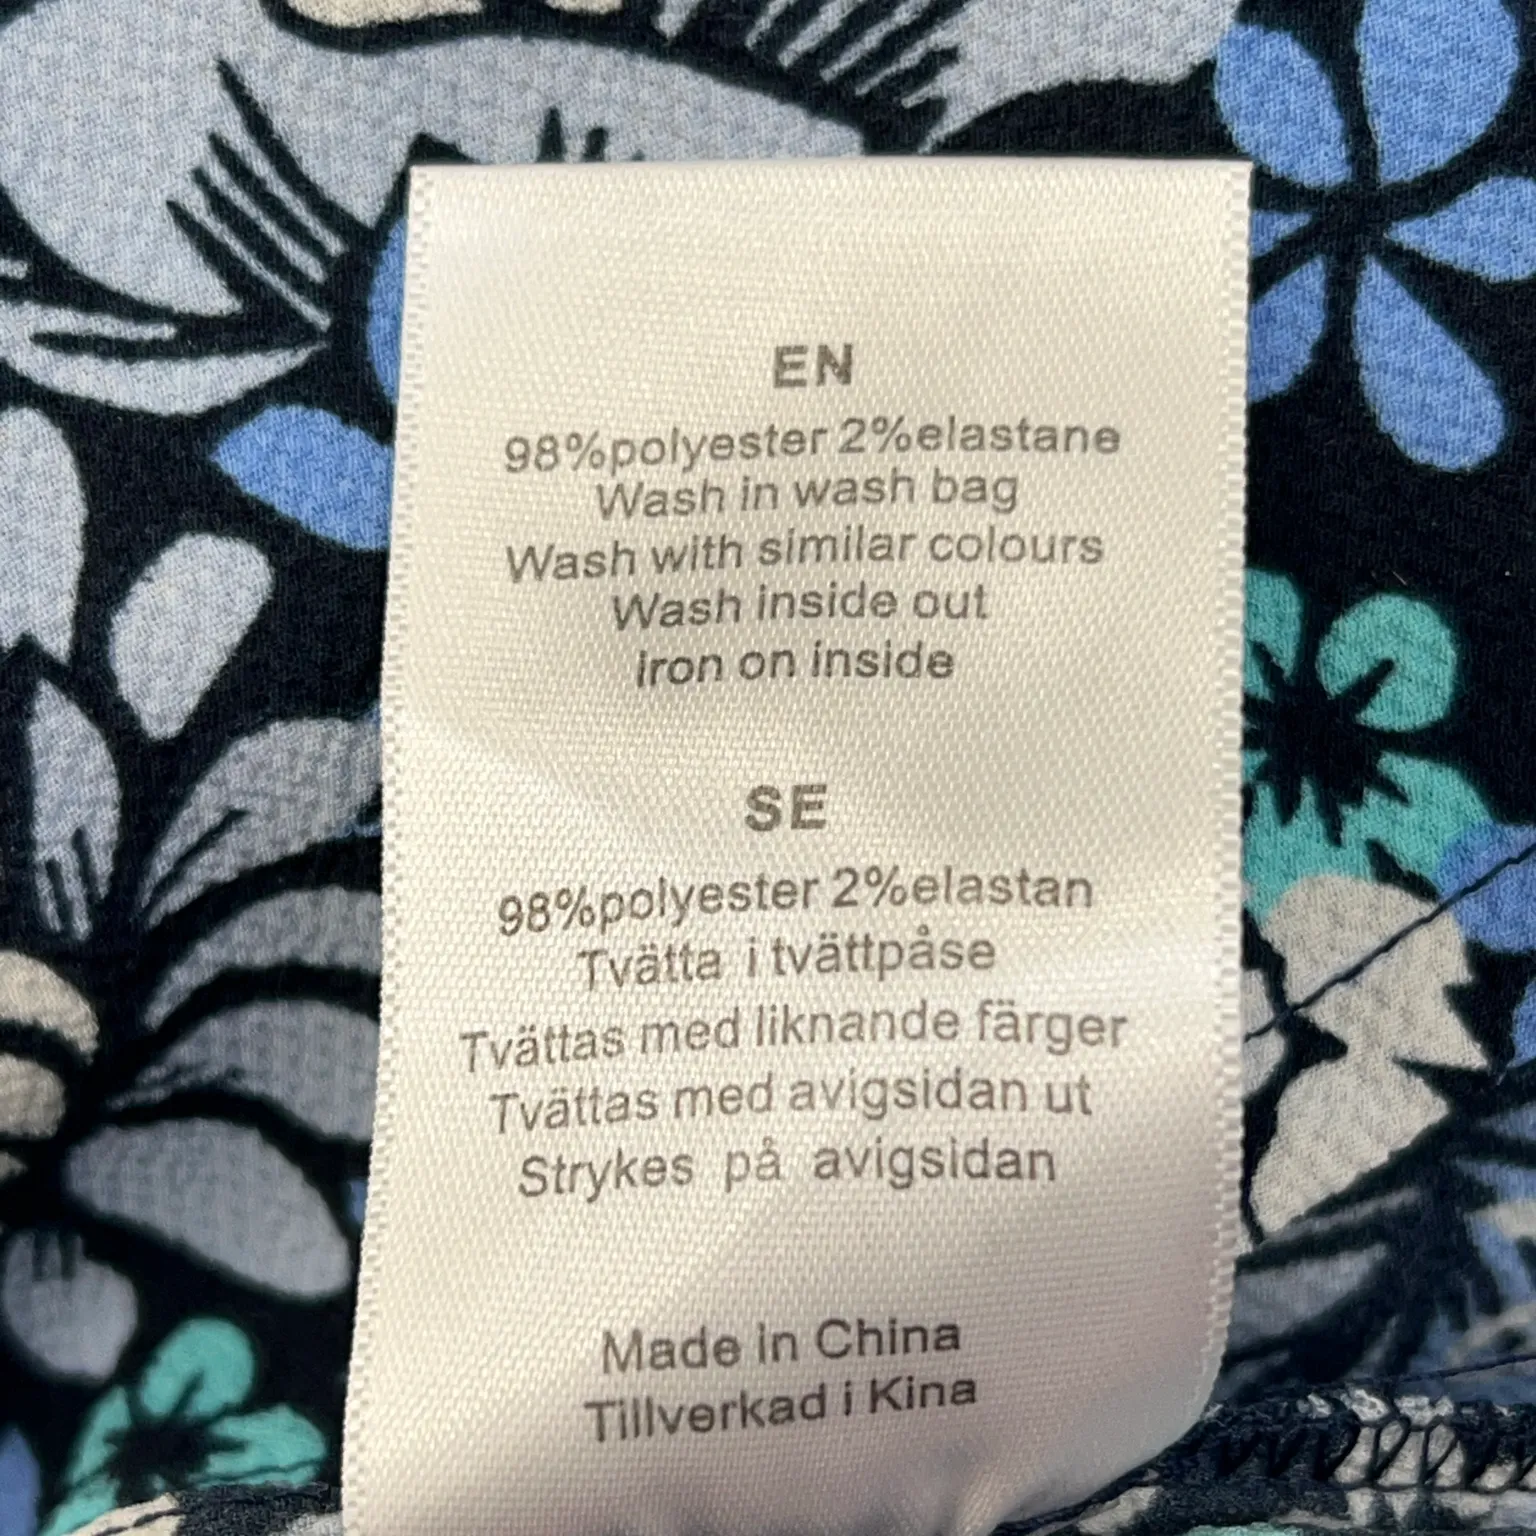 EN
98%polyester 2%elastane
Wash in wash bag
Wash with similar colours
Wash inside out
Iron on inside
SE
98%polyester 2%elastan
Tvätta i tvättpåse
Tvättas med liknande färger
Tvättas med avigsidan ut
Strykes på avigsidan
Made in China
Tillverkad i Kina